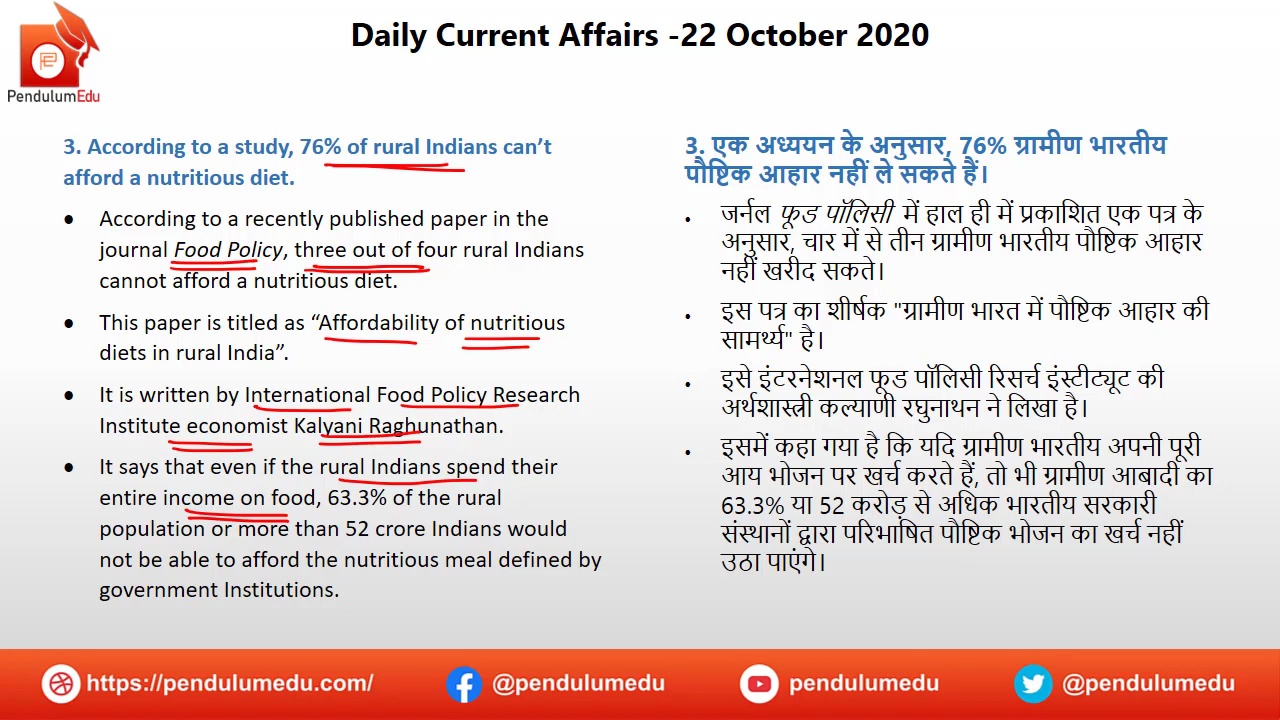 Daily Current Affairs -22 October 2020
PendulumEdu
3. According to a study, 76% of rural Indians can’t
afford a nutritious diet.
• According to a recently published paper in the
journal Food Policy, three out of four rural Indians
cannot afford a nutritious diet.
• This paper is titled as “Affordability of nutritious
diets in rural India”.
• It is written by International Food Policy Research
Institute economist Kalyani Raghunathan.
• It says that even if the rural Indians spend their
entire income on food, 63.3% of the rural
population or more than 52 crore Indians would
not be able to afford the nutritious meal defined by
government Institutions.
3. एक अध्ययन के अनुसार, 76% ग्रामीण भारतीय
पौष्टिक आहार नहीं ले सकते हैं।
• जर्नल फूड पॉलिसी में हाल ही में प्रकाशित एक पत्र के
अनुसार, चार में से तीन ग्रामीण भारतीय पौष्टिक आहार
नहीं खरीद सकते।
• इस पत्र का शीर्षक "ग्रामीण भारत में पौष्टिक आहार की
सामर्थ्य" है।
• इसे इंटरनेशनल फूड पॉलिसी रिसर्च इंस्टीट्यूट की
अर्थशास्त्री कल्याणी रघुनाथन ने लिखा है।
• इसमें कहा गया है कि यदि ग्रामीण भारतीय अपनी पूरी
आय भोजन पर खर्च करते हैं, तो भी ग्रामीण आबादी का
63.3% या 52 करोड़ से अधिक भारतीय सरकारी
संस्थानों द्वारा परिभाषित पौष्टिक भोजन का खर्च नहीं
उठा पाएंगे।
https://pendulumedu.com/ @pendulumedu pendulumedu @pendulumedu